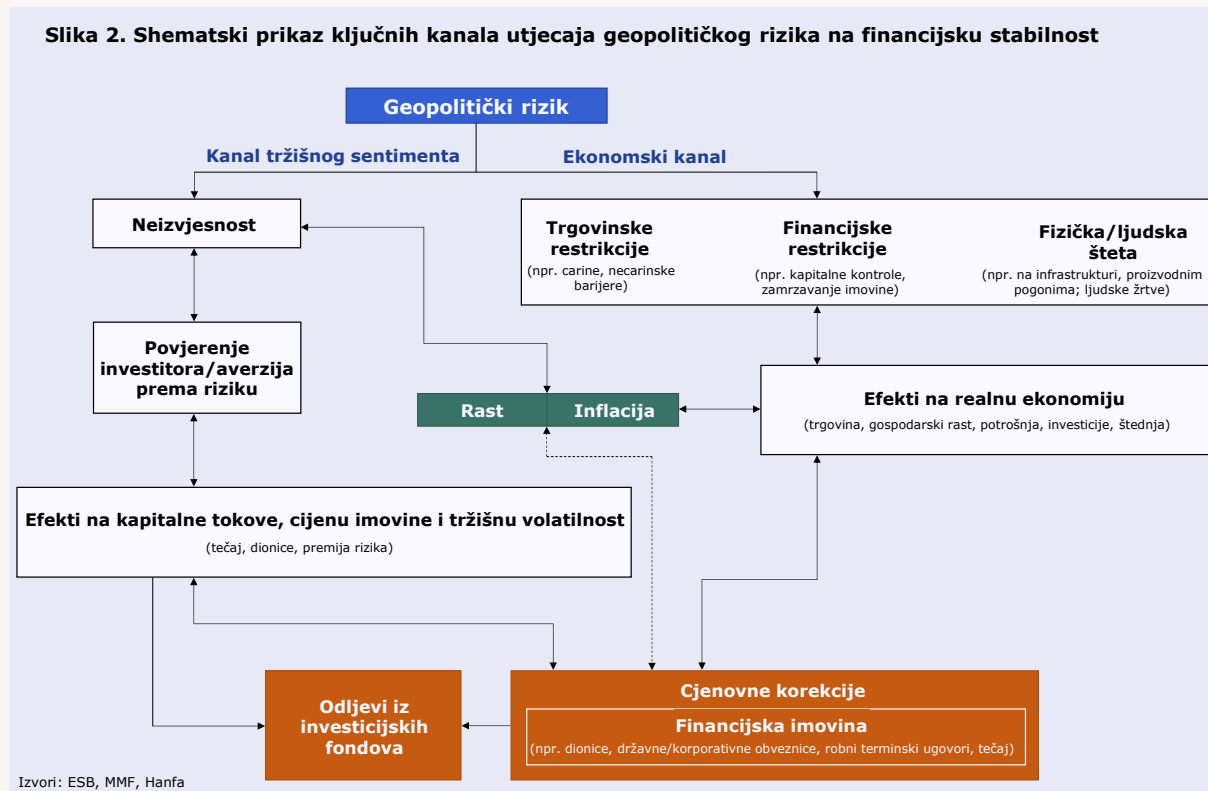 Slika 2. Shematski prikaz ključnih kanala utjecaja geopolitičkog rizika na financijsku stabilnost
Geopolitički rizik
Kanal tržišnog sentimenta
Ekonomski kanal
Neizvjesnost
Trgovinske
restrikcije
(npr. carine, necarinske
barijere)
Financijske
restrikcije
(npr. kapitalne kontrole,
zamrzavanje imovine)
Fizička/ljudska
šteta
(npr. na infrastrukturi, proizvodnim
pogonima; ljudske žrtve)
Povjerenje
investitora/averzija
prema riziku
Rast
Inflacija
Efekti na realnu ekonomiju
(trgovina, gospodarski rast, potrošnja, investicije, štednja)
Efekti na kapitalne tokove, cijenu imovine i tržišnu volatilnost
(tečaj, dionice, premija rizika)
Odljevi iz
investicijskih
fondova
Cjenovne korekcije
Financijska imovina
(npr. dionice, državne/korporativne obveznice, robni terminski ugovori, tečaj)
Izvori: ESB, MMF, Hanfa